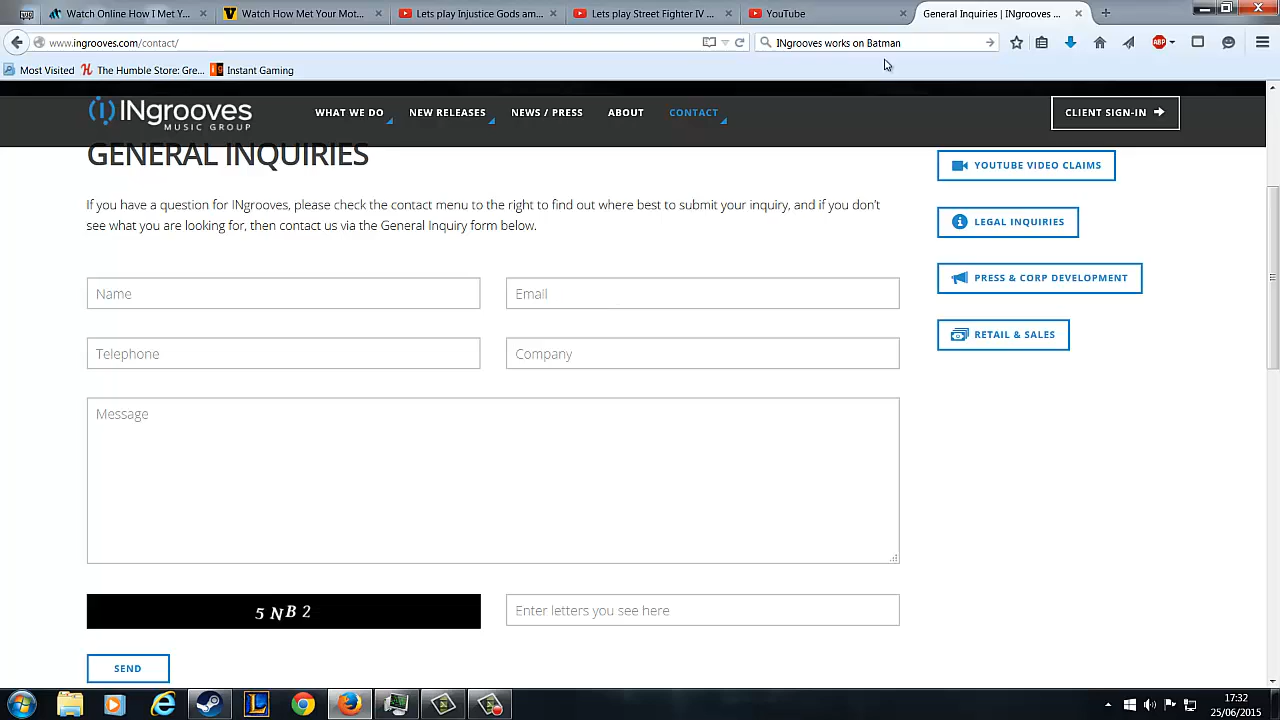 Watch Online How I Met Y...
Watch How Met Your Mot...
Lets play Injustice Gods am...
Lets play Street Fighter IV ...
YouTube
General Inquiries | INgrooves ...
www.ingrooves.com/contact/
INgrooves works on Batman
ABP
Most Visited
The Humble Store: Gre...
Instant Gaming
INgrooves
MUSIC GROUP
WHAT WE DO
NEW RELEASES
NEWS / PRESS
ABOUT
CONTACT
CLIENT SIGN-IN
GENERAL INQUIRIES
If you have a question for INgrooves, please check the contact menu to the right to find out where best to submit your inquiry, and if you don't
see what you are looking for, then contact us via the General Inquiry form below.
Name
Email
Telephone
Company
Message
5NB2
Enter letters you see here
SEND
YOUTUBE VIDEO CLAIMS
LEGAL INQUIRIES
PRESS & CORP DEVELOPMENT
RETAIL & SALES
17:32
25/06/2015